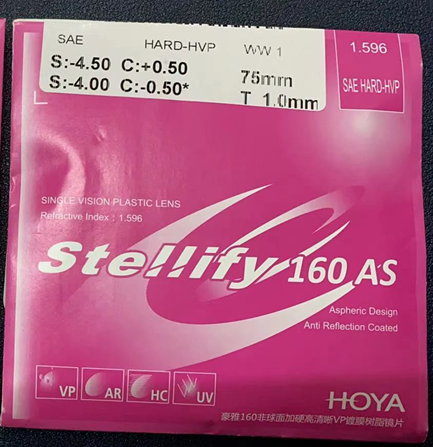 SAE HARD-HVP WW 1
S:-4.50 C:+0.50 75mm
S:-4.00 C:-0.50* T 1.0mm
1.596
SAE HARD-HVP
SINGLE VISION PLASTIC LENS
Refractive Index : 1.596
Stellify 160 AS
Aspheric Design
Anti Reflection Coated
VP AR HC UV
HOYA
豪雅160非球面加硬高清晰VP镀膜树脂镜片